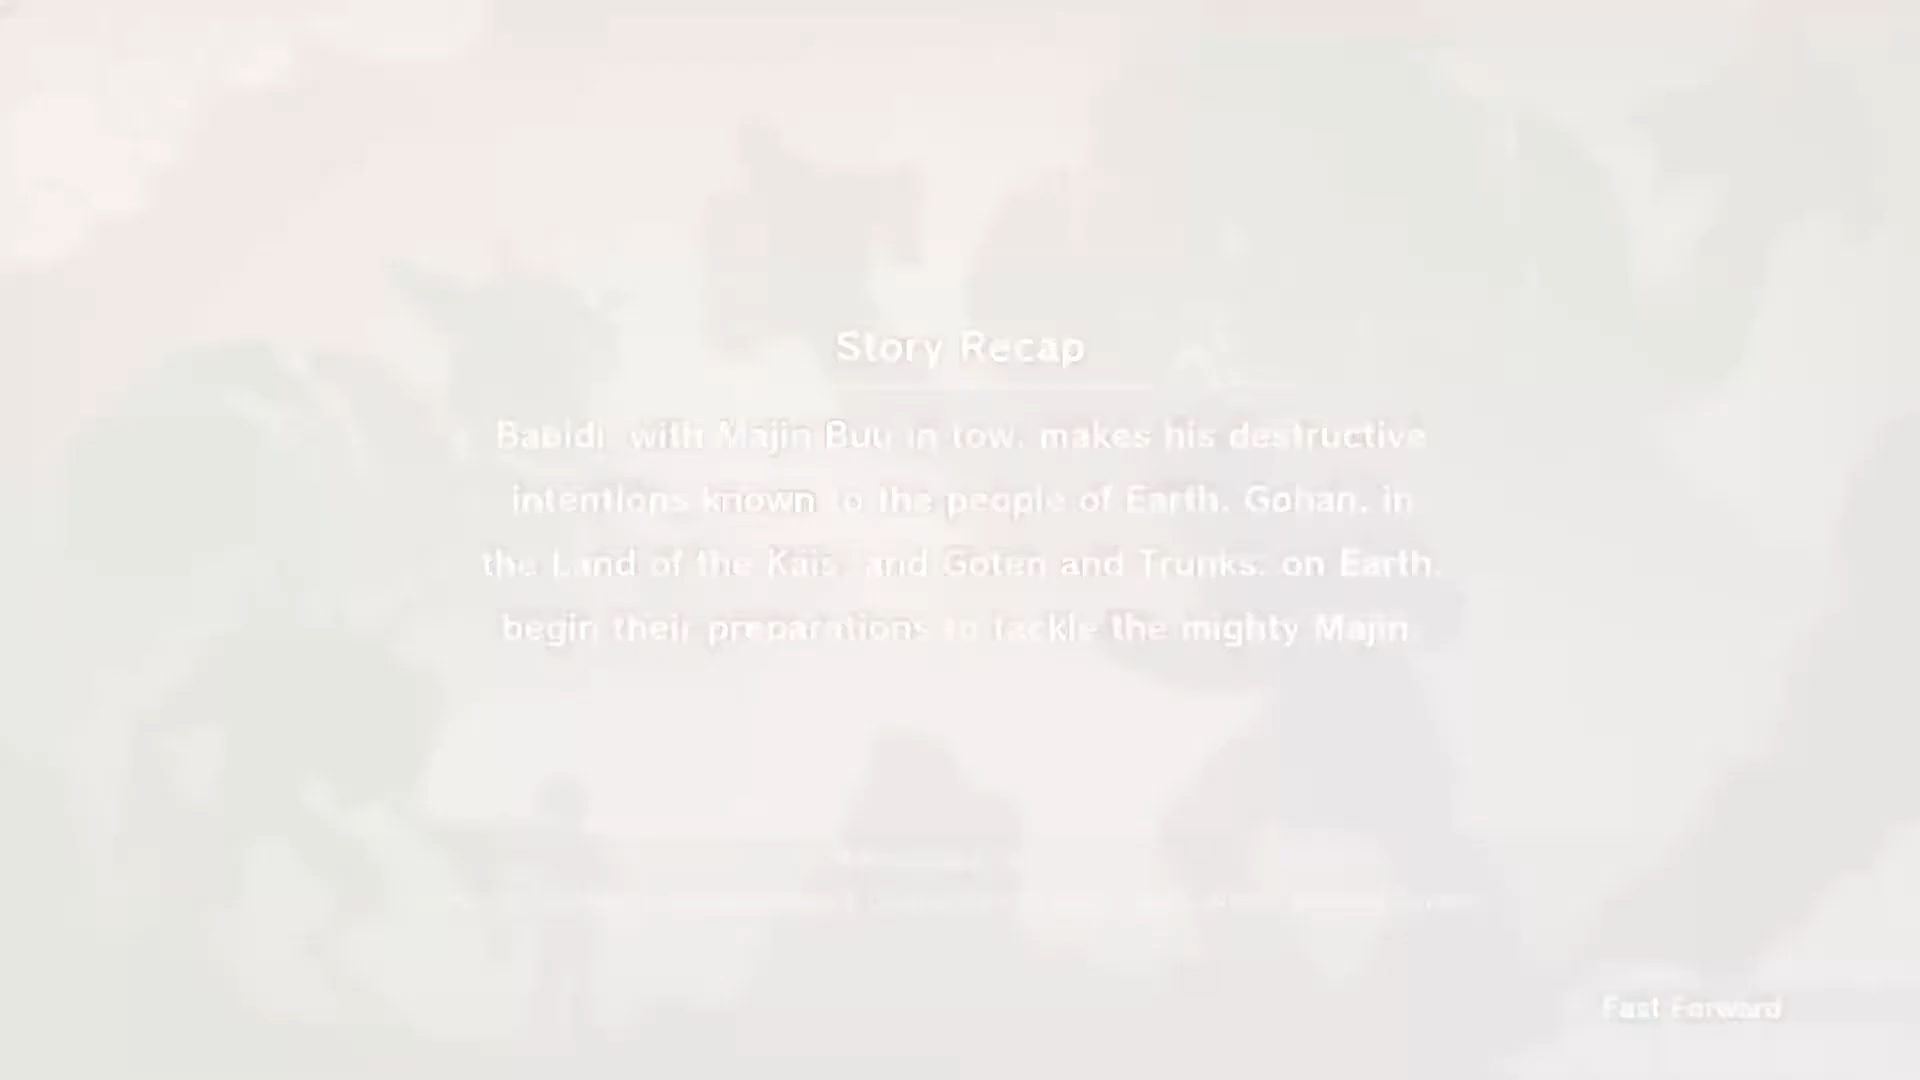 Story Recap
Babidi, with Majin Buu in tow, makes his destructive
intentions known to the people of Earth. Gohan, in
the Land of the Kais, and Goten and Trunks, on Earth,
begin their preparations to tackle the mighty Majin.
Fast Forward